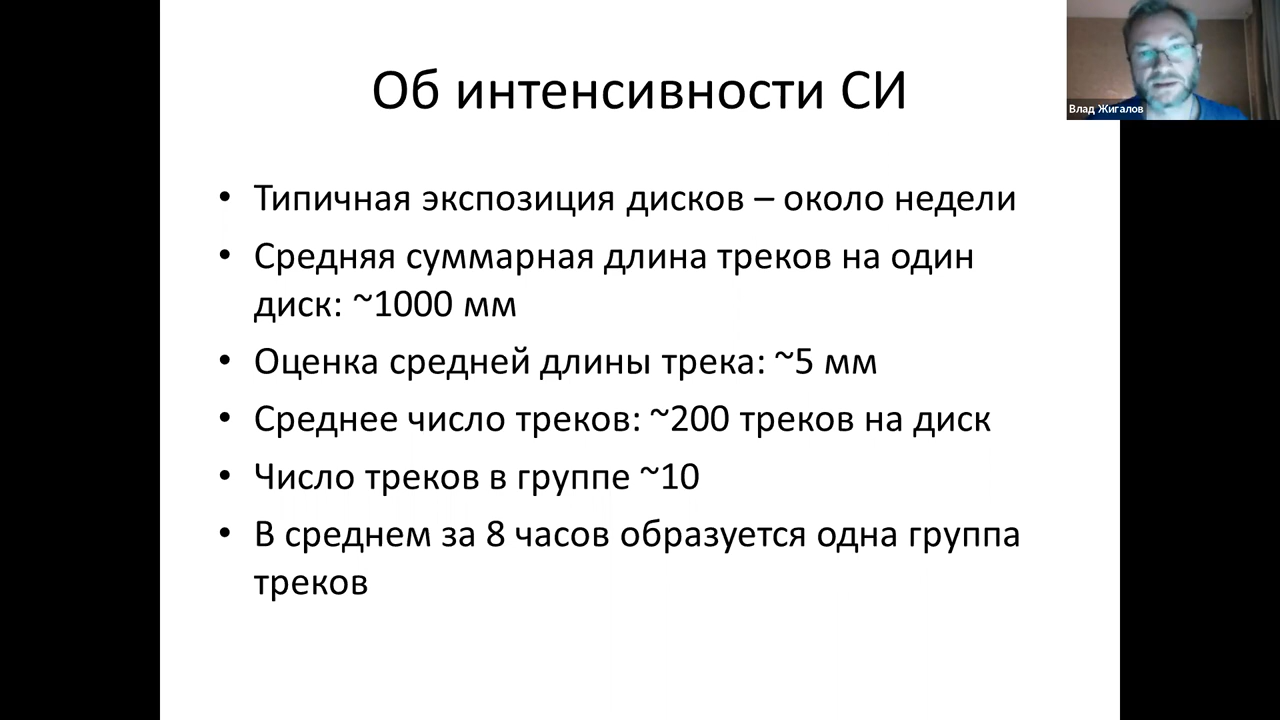 Об интенсивности СИ
Влад Жигалов
• Типичная экспозиция дисков – около недели
• Средняя суммарная длина треков на один
диск: ~1000 мм
• Оценка средней длины трека: ~5 мм
• Среднее число треков: ~200 треков на диск
• Число треков в группе ~10
• В среднем за 8 часов образуется одна группа
треков